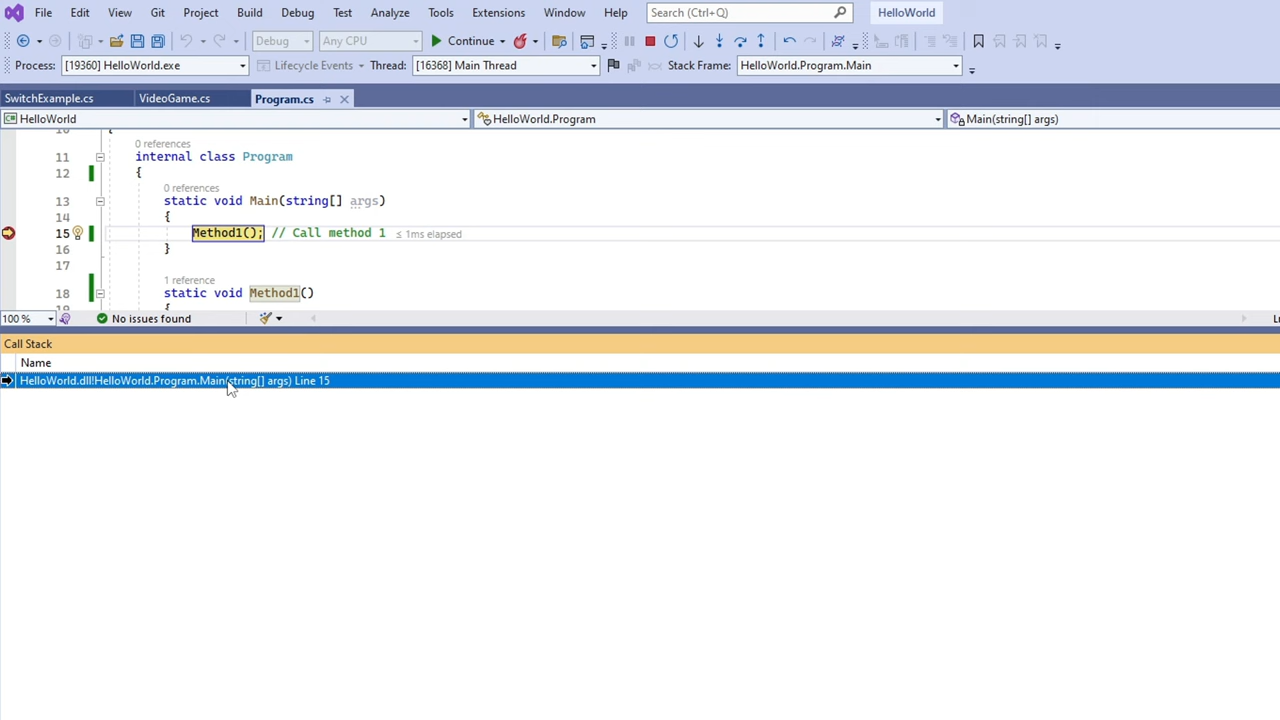 File Edit View Git Project Build Debug Test Analyze Tools Extensions Window Help Search (Ctrl+Q) HelloWorld
Debug Any CPU Continue
Process: [19360] HelloWorld.exe Lifecycle Events Thread: [16368] Main Thread Stack Frame: HelloWorld.Program.Main
SwitchExample.cs VideoGame.cs Program.cs
HelloWorld HelloWorld.Program Main(string[] args)
0 references
11 internal class Program
12 {
0 references
13 static void Main(string[] args)
14 {
15 Method1(); // Call method 1 ≤ 1ms elapsed
16 }
17
1 reference
18 static void Method1()
100 % No issues found
Call Stack
Name
HelloWorld.dll!HelloWorld.Program.Main(string[] args) Line 15